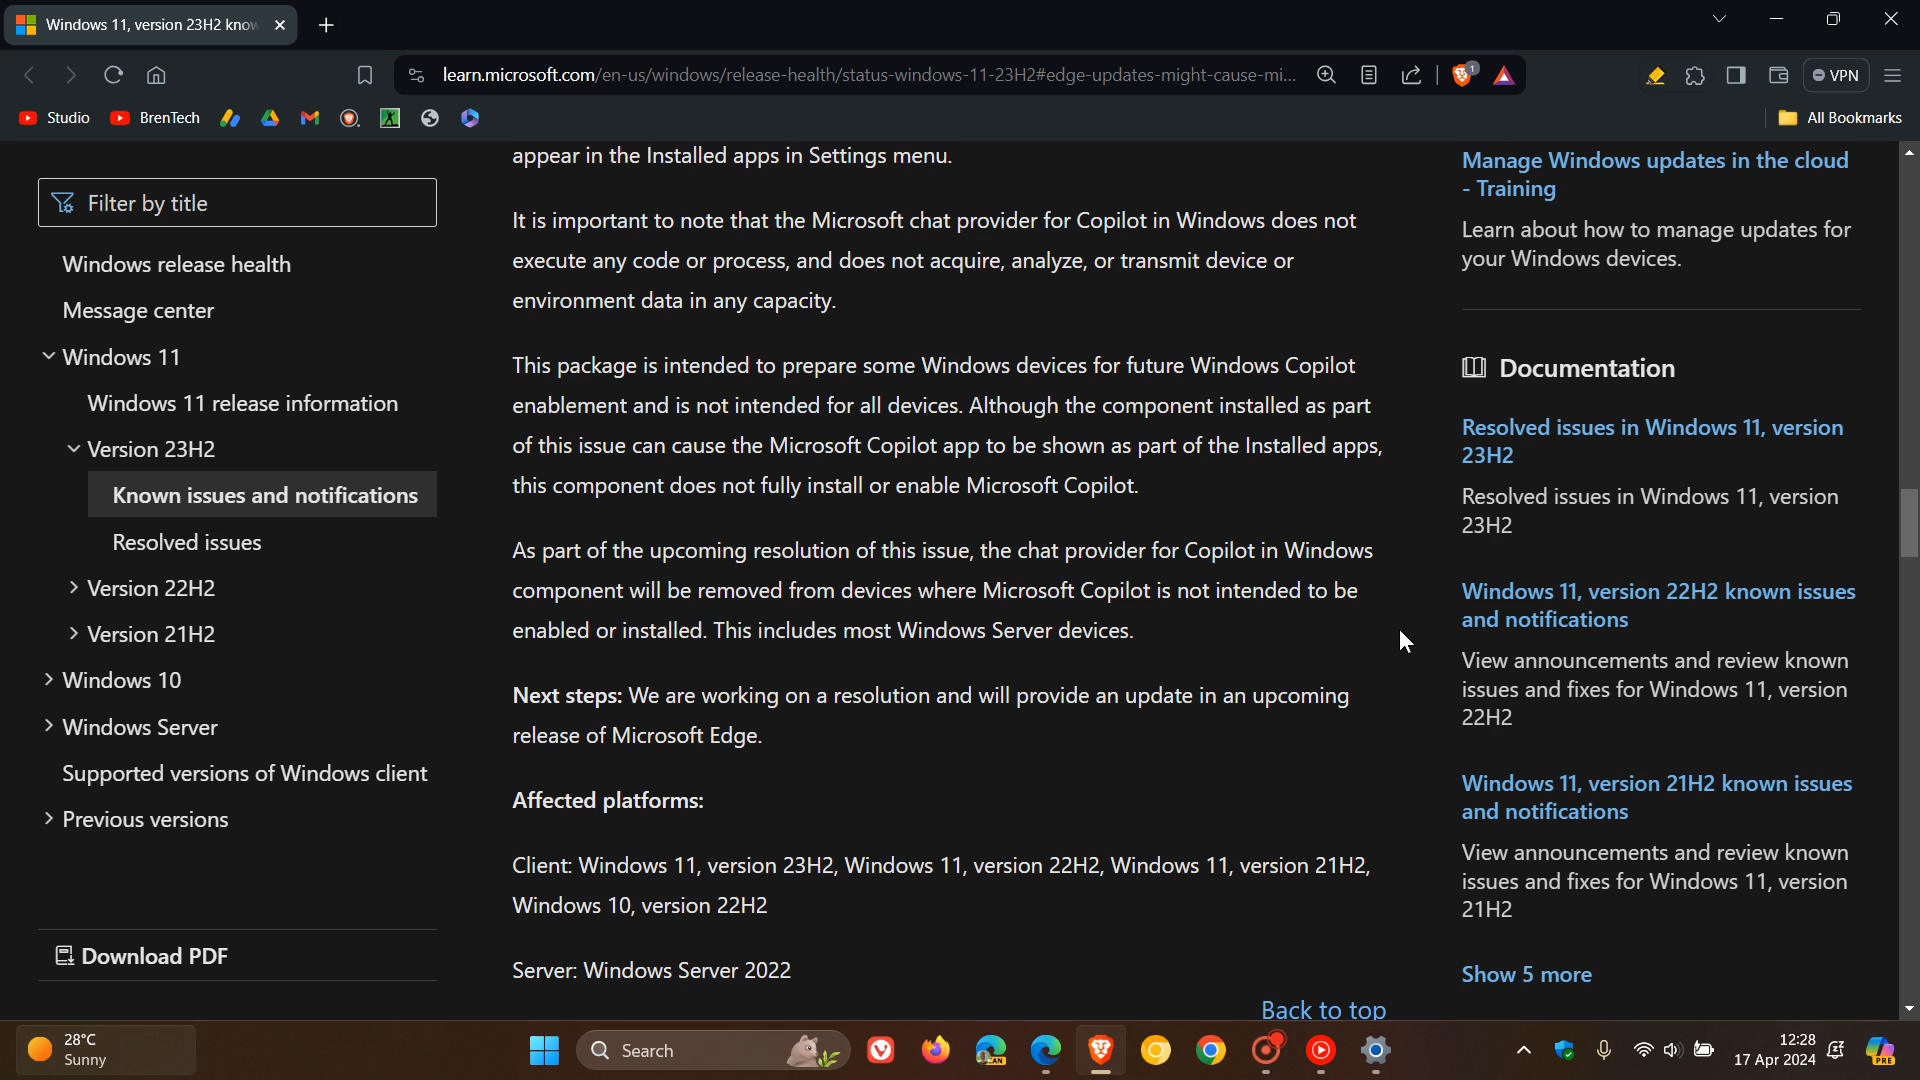 Windows 11, version 23H2 know
learn.microsoft.com/en-us/windows/release-health/status-windows-11-23H2#edge-updates-might-cause-mi...
1
VPN
Studio
BrenTech
All Bookmarks
Filter by title
Windows release health
Message center
Windows 11
Windows 11 release information
Version 23H2
Known issues and notifications
Resolved issues
Version 22H2
Version 21H2
Windows 10
Windows Server
Supported versions of Windows client
Previous versions
Download PDF
appear in the Installed apps in Settings menu.
It is important to note that the Microsoft chat provider for Copilot in Windows does not
execute any code or process, and does not acquire, analyze, or transmit device or
environment data in any capacity.
This package is intended to prepare some Windows devices for future Windows Copilot
enablement and is not intended for all devices. Although the component installed as part
of this issue can cause the Microsoft Copilot app to be shown as part of the Installed apps,
this component does not fully install or enable Microsoft Copilot.
As part of the upcoming resolution of this issue, the chat provider for Copilot in Windows
component will be removed from devices where Microsoft Copilot is not intended to be
enabled or installed. This includes most Windows Server devices.
Next steps: We are working on a resolution and will provide an update in an upcoming
release of Microsoft Edge.
Affected platforms:
Client: Windows 11, version 23H2, Windows 11, version 22H2, Windows 11, version 21H2,
Windows 10, version 22H2
Server: Windows Server 2022
Back to top
Manage Windows updates in the cloud
- Training
Learn about how to manage updates for
your Windows devices.
Documentation
Resolved issues in Windows 11, version
23H2
Resolved issues in Windows 11, version
23H2
Windows 11, version 22H2 known issues
and notifications
View announcements and review known
issues and fixes for Windows 11, version
22H2
Windows 11, version 21H2 known issues
and notifications
View announcements and review known
issues and fixes for Windows 11, version
21H2
Show 5 more
28°C
Sunny
Search
CAN
12:28
17 Apr 2024
PRE